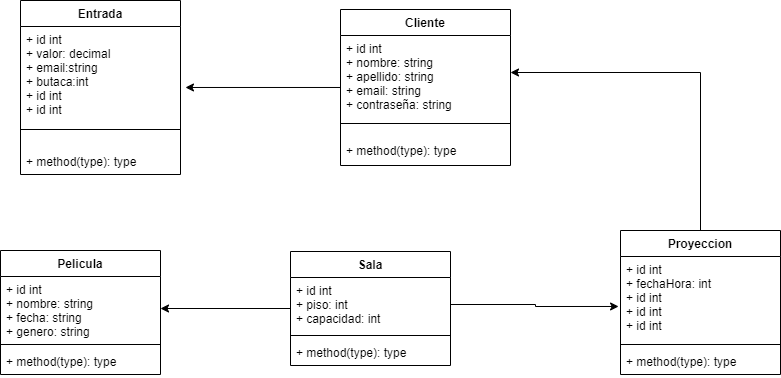 Entrada
+ id int
+ valor: decimal
+ email:string
+ butaca:int
+ id int
+ id int
+ method(type): type
Cliente
+ id int
+ nombre: string
+ apellido: string
+ email: string
+ contraseña: string
+ method(type): type
Pelicula
+ id int
+ nombre: string
+ fecha: string
+ genero: string
+ method(type): type
Sala
+ id int
+ piso: int
+ capacidad: int
+ method(type): type
Proyeccion
+ id int
+ fechaHora: int
+ id int
+ id int
+ id int
+ method(type): type